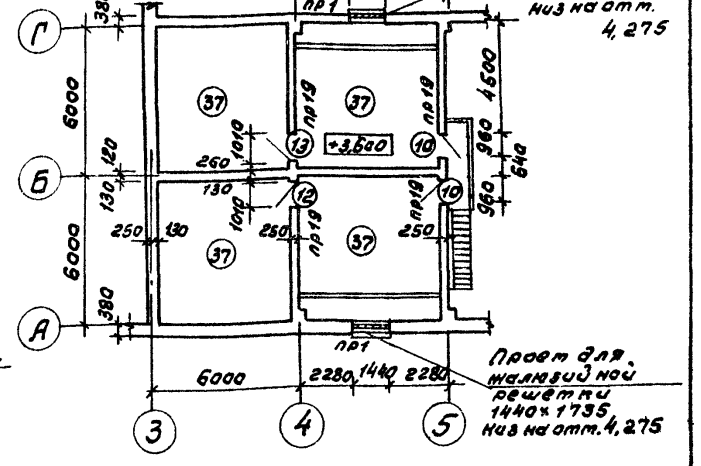 пр1
низ на отм.
4,275
380
Г
6000
37
пр19
37
пр19
4500
13
+3,600
10
1010
960
640
120
260
Б
130
130
12
10
960
1010
пр19
пр19
250
130
250
250
37
37
6000
380
А
пр1
6000
2280
1440
2280
Проем для
жалюзийной
решетки
1440×1735
низ на отм. 4,275
3
4
5